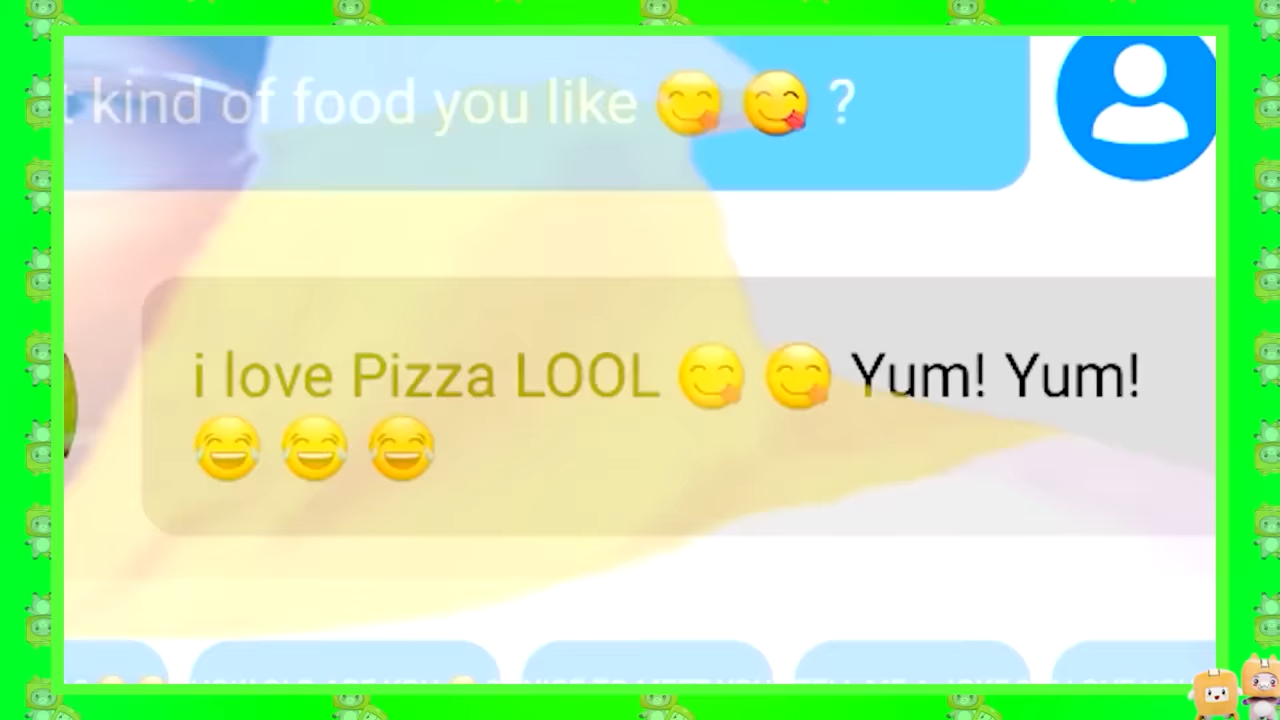 t kind of food you like 😋 😋 ?
i love Pizza LOOL 😋 😋 Yum! Yum!
😂 😂 😂